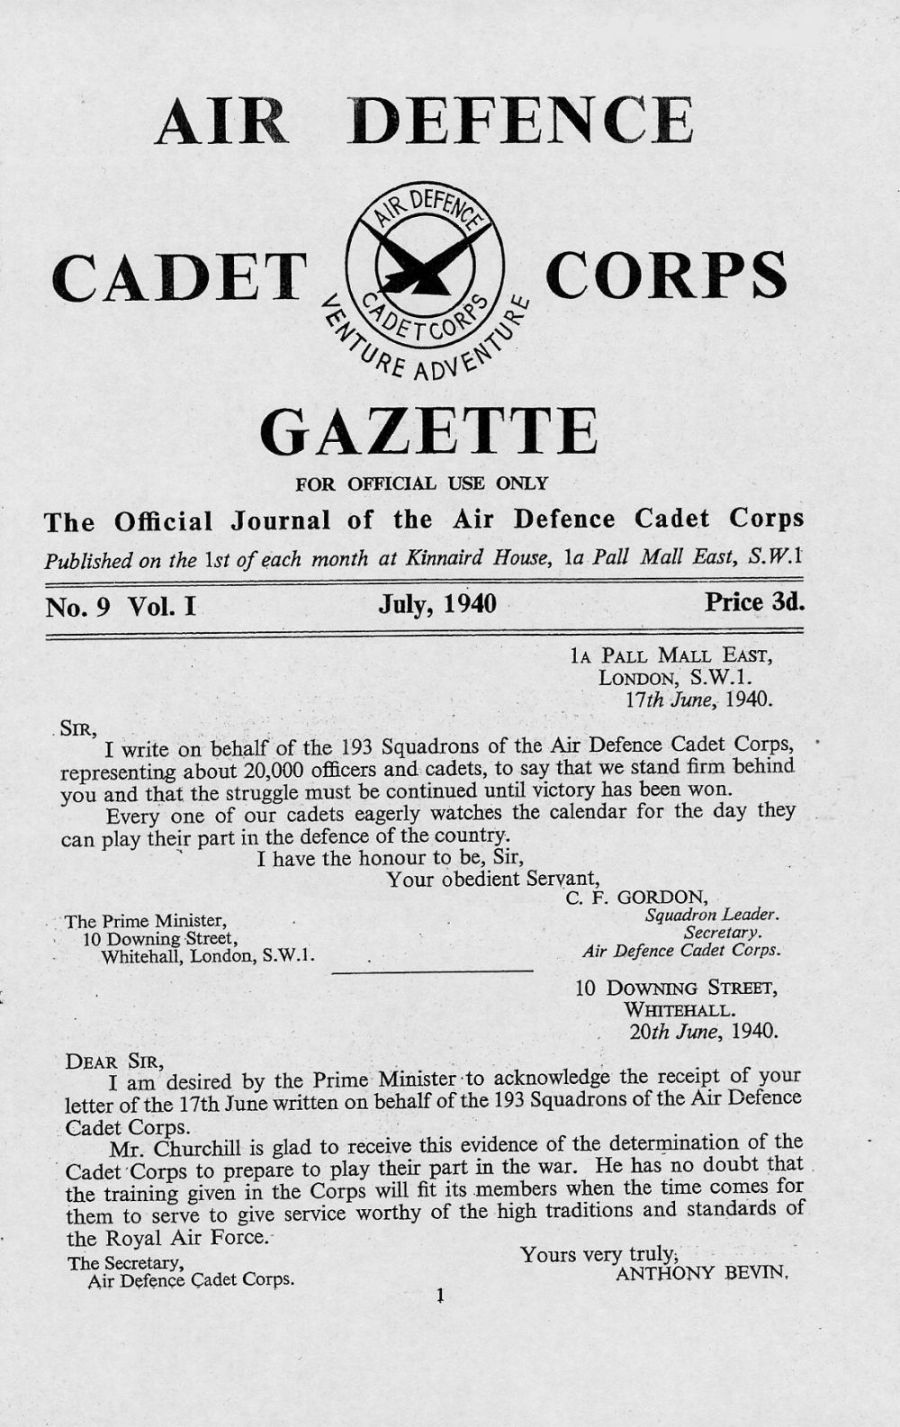 AIR DEFENCE
AIR DEFENCE
CADET CORPS
CADET CORPS
VENTURE ADVENTURE
GAZETTE
FOR OFFICIAL USE ONLY
The Official Journal of the Air Defence Cadet Corps
Published on the 1st of each month at Kinnaird House, 1a Pall Mall East, S.W.1
No. 9 Vol. I July, 1940 Price 3d.
1A PALL MALL EAST,
LONDON, S.W.1.
17th June, 1940.
SIR,
I write on behalf of the 193 Squadrons of the Air Defence Cadet Corps,
representing about 20,000 officers and cadets, to say that we stand firm behind
you and that the struggle must be continued until victory has been won.
Every one of our cadets eagerly watches the calendar for the day they
can play their part in the defence of the country.
I have the honour to be, Sir,
Your obedient Servant,
C. F. GORDON,
Squadron Leader.
Secretary.
Air Defence Cadet Corps.
The Prime Minister,
10 Downing Street,
Whitehall, London, S.W.1.
10 DOWNING STREET,
WHITEHALL.
20th June, 1940.
DEAR SIR,
I am desired by the Prime Minister to acknowledge the receipt of your
letter of the 17th June written on behalf of the 193 Squadrons of the Air Defence
Cadet Corps.
Mr. Churchill is glad to receive this evidence of the determination of the
Cadet Corps to prepare to play their part in the war. He has no doubt that
the training given in the Corps will fit its members when the time comes for
them to serve to give service worthy of the high traditions and standards of
the Royal Air Force.
Yours very truly,
ANTHONY BEVIN.
The Secretary,
Air Defence Cadet Corps.
1